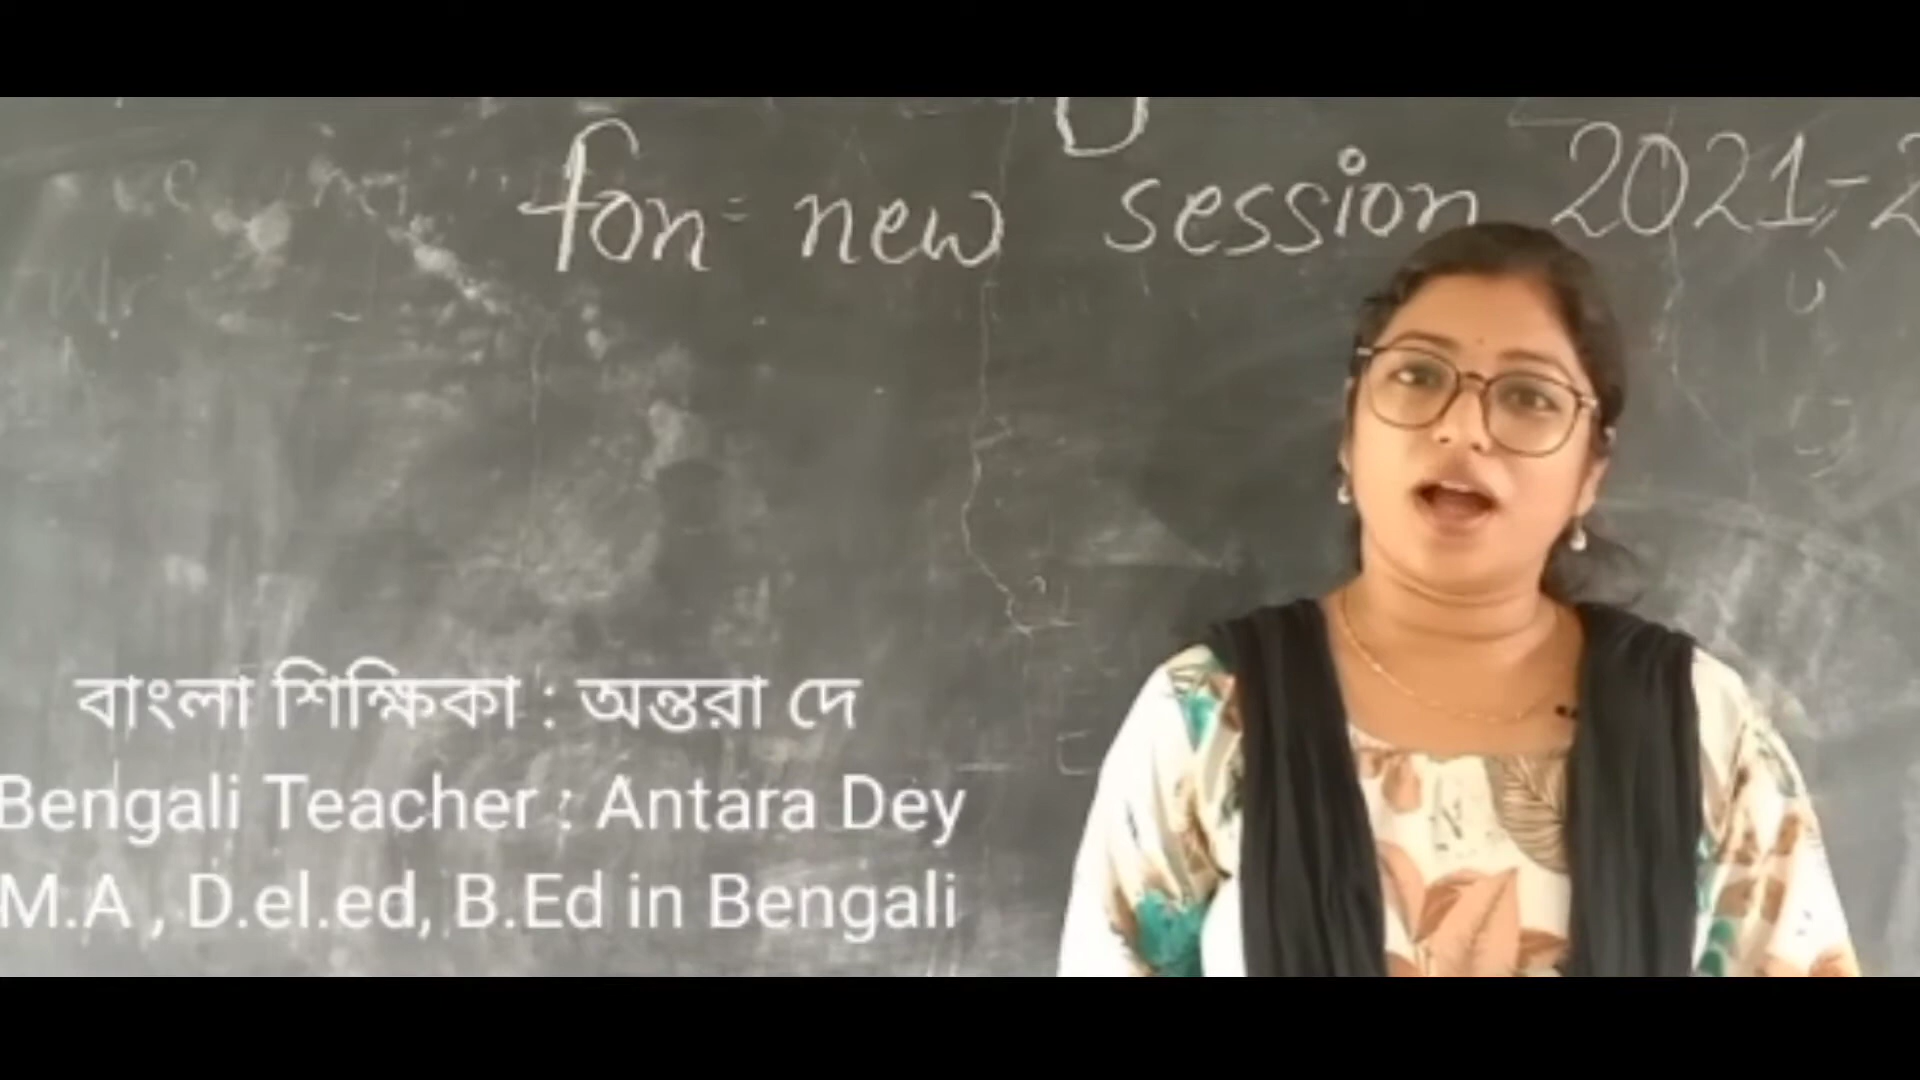 for new session 2021-2
বাংলা শিক্ষিকা : অন্তরা দে
Bengali Teacher : Antara Dey
M.A , D.el.ed, B.Ed in Bengali